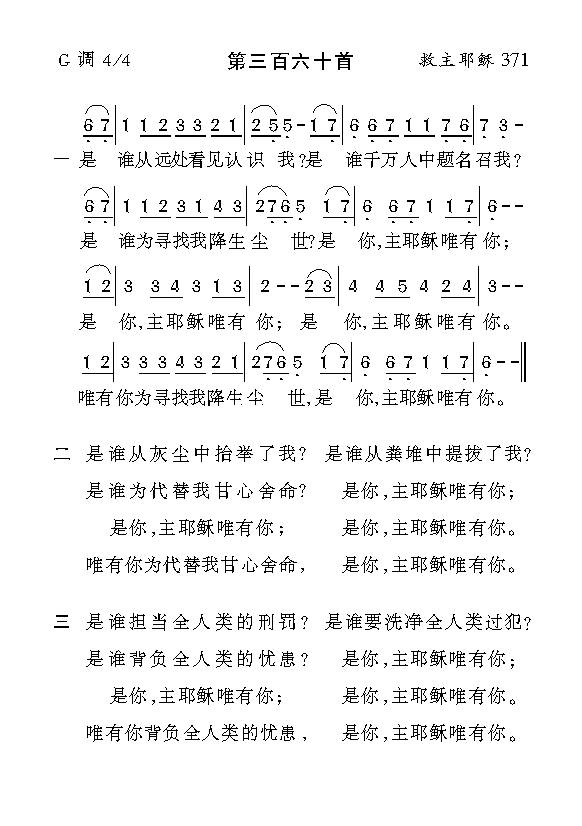 G 调 4/4 第三百六十首 救主耶稣 371
6 7 | 1 1 2 3 3 2 1 | 2 5 5 - 1 7 | 6 6 7 1 1 7 6 | 7 3 -
一 是 谁从远处看见认识 我?是 谁千万人中题名召我?
6 7 | 1 1 2 3 1 4 3 | 2 7 6 5 1 7 | 6 6 7 1 1 7 | 6 - -
是 谁为寻找我降生尘 世?是 你,主耶稣唯有你;
1 2 | 3 3 4 3 1 3 | 2 - - 2 3 | 4 4 5 4 2 4 | 3 - -
是 你,主耶稣唯有 你; 是 你,主耶稣唯有你。
1 2 | 3 3 3 4 3 2 1 | 2 7 6 5 1 7 | 6 6 7 1 1 7 | 6 - -
唯有你为寻找我降生尘 世,是 你,主耶稣唯有你。
二 是谁从灰尘中抬举了我? 是谁从粪堆中提拔了我?
是谁为代替我甘心舍命? 是你,主耶稣唯有你;
是你,主耶稣唯有你; 是你,主耶稣唯有你。
唯有你为代替我甘心舍命, 是你,主耶稣唯有你。
三 是谁担当全人类的刑罚? 是谁要洗净全人类过犯?
是谁背负全人类的忧患? 是你,主耶稣唯有你;
是你,主耶稣唯有你; 是你,主耶稣唯有你。
唯有你背负全人类的忧患, 是你,主耶稣唯有你。